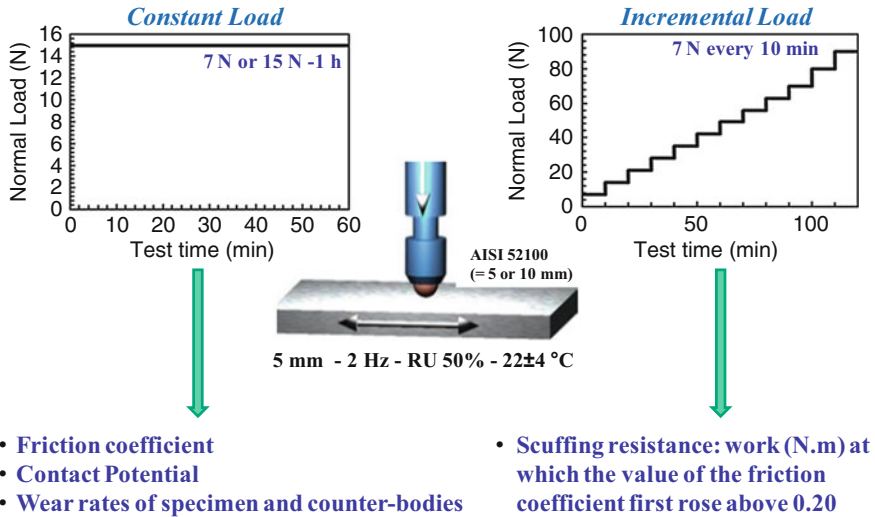 Constant Load
Incremental Load
16
14
12
10
8
6
4
2
0
Normal Load (N)
7 N or 15 N -1 h
0 10 20 30 40 50 60
Test time (min)
100
80
60
40
20
0
Normal Load (N)
7 N every 10 min
0 50 100
Test time (min)
AISI 52100
(= 5 or 10 mm)
5 mm - 2 Hz - RU 50% - 22±4 °C
• Friction coefficient
• Contact Potential
• Wear rates of specimen and counter-bodies
• Scuffing resistance: work (N.m) at
which the value of the friction
coefficient first rose above 0.20